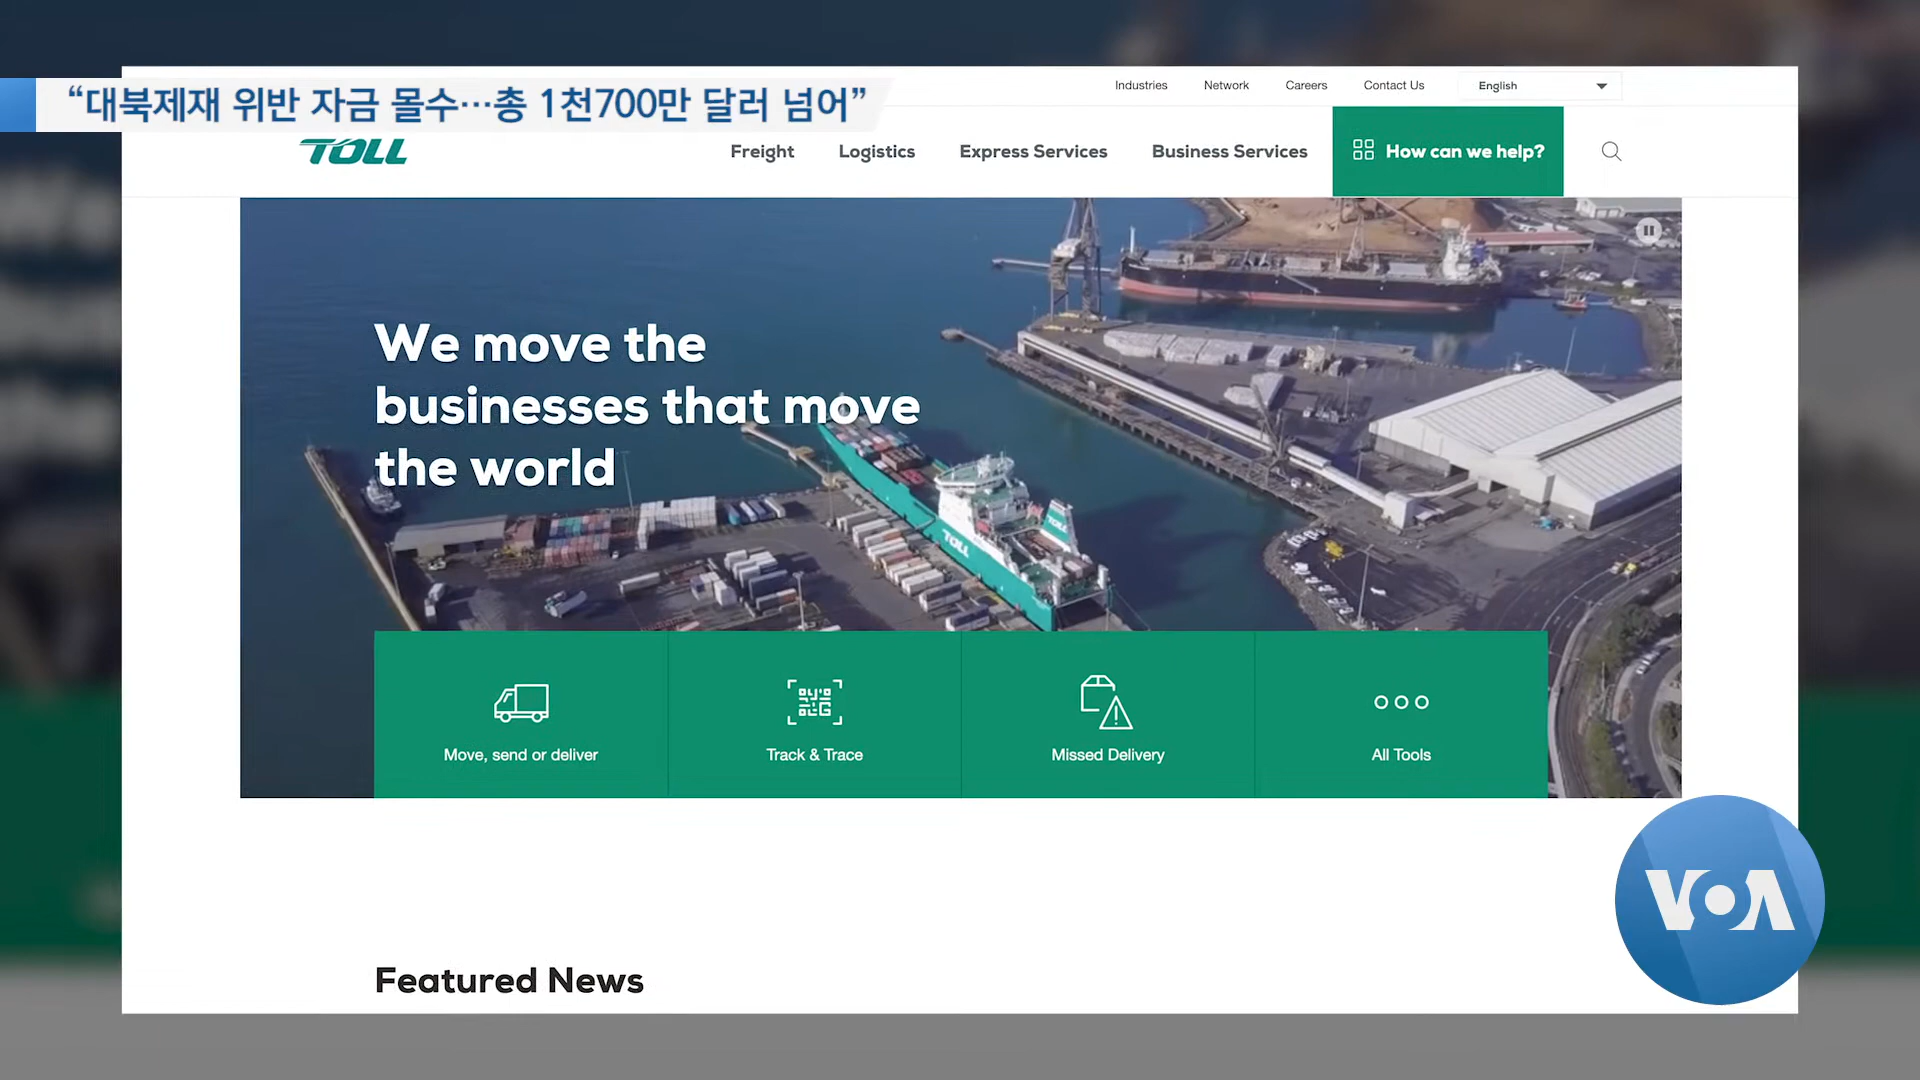 “대북제재 위반 자금 몰수…총 1천700만 달러 넘어”
Industries Network Careers Contact Us English
TOLL
Freight Logistics Express Services Business Services How can we help?
We move the
businesses that move
the world
TOLL
TOLL
Move, send or deliver Track & Trace Missed Delivery All Tools
VOA
Featured News